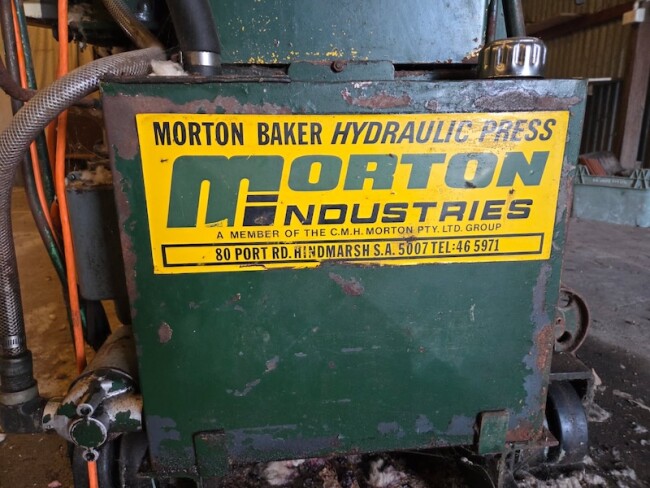 MORTON BAKER HYDRAULIC PRESS
MORTON
INDUSTRIES
A MEMBER OF THE C.M.H. MORTON PTY. LTD. GROUP
80 PORT RD. HINDMARSH S.A. 5007 TEL: 46 5971